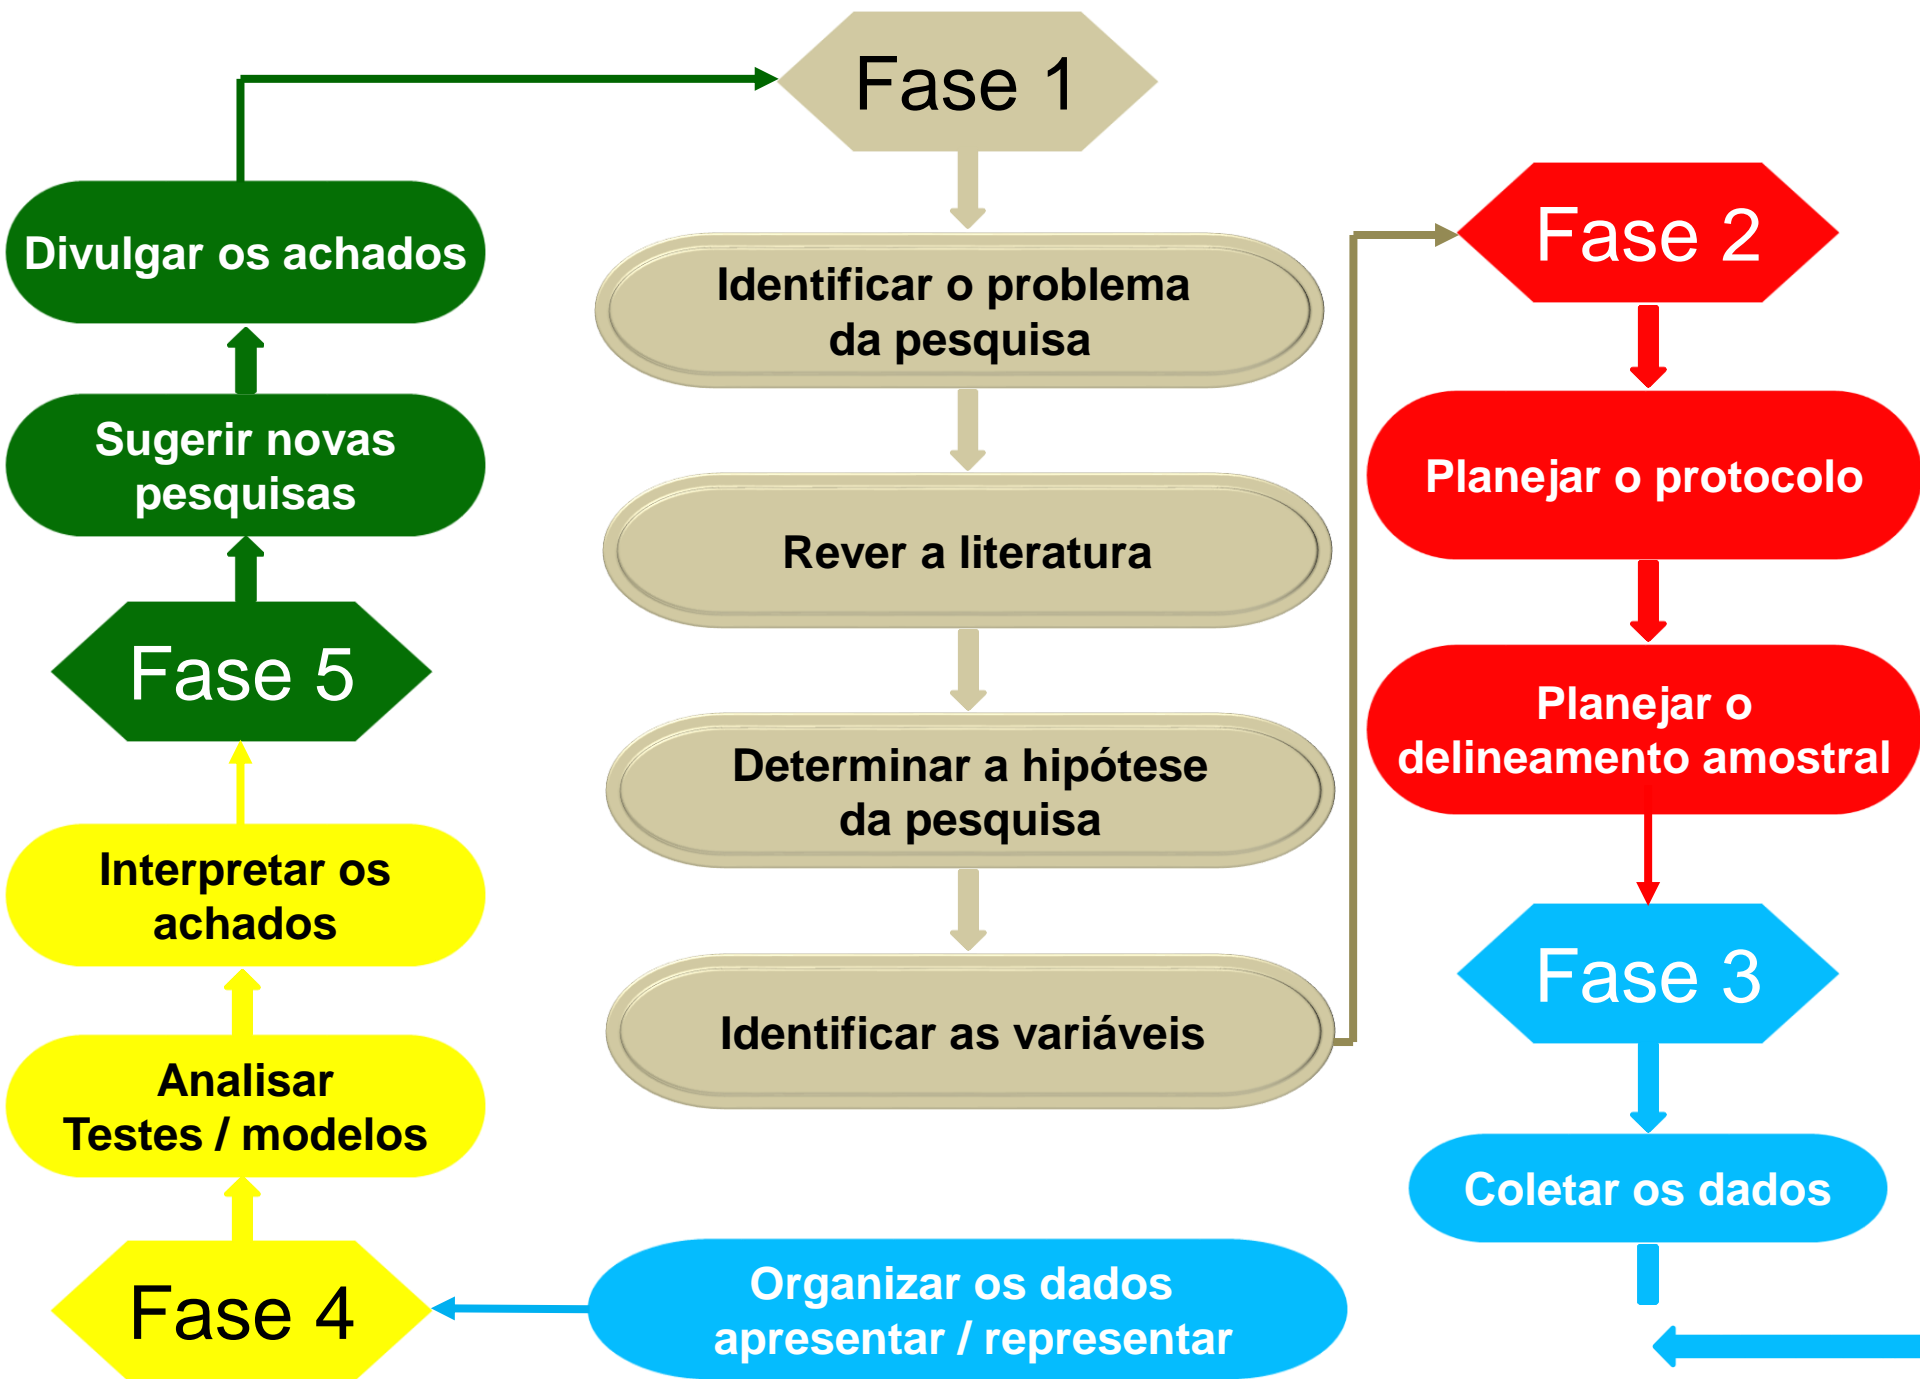 Fase 1
Identificar o problema
da pesquisa
Rever a literatura
Determinar a hipótese
da pesquisa
Identificar as variáveis
Fase 2
Planejar o protocolo
Planejar o
delineamento amostral
Fase 3
Coletar os dados
Organizar os dados
apresentar / representar
Fase 4
Analisar
Testes / modelos
Interpretar os
achados
Fase 5
Sugerir novas
pesquisas
Divulgar os achados